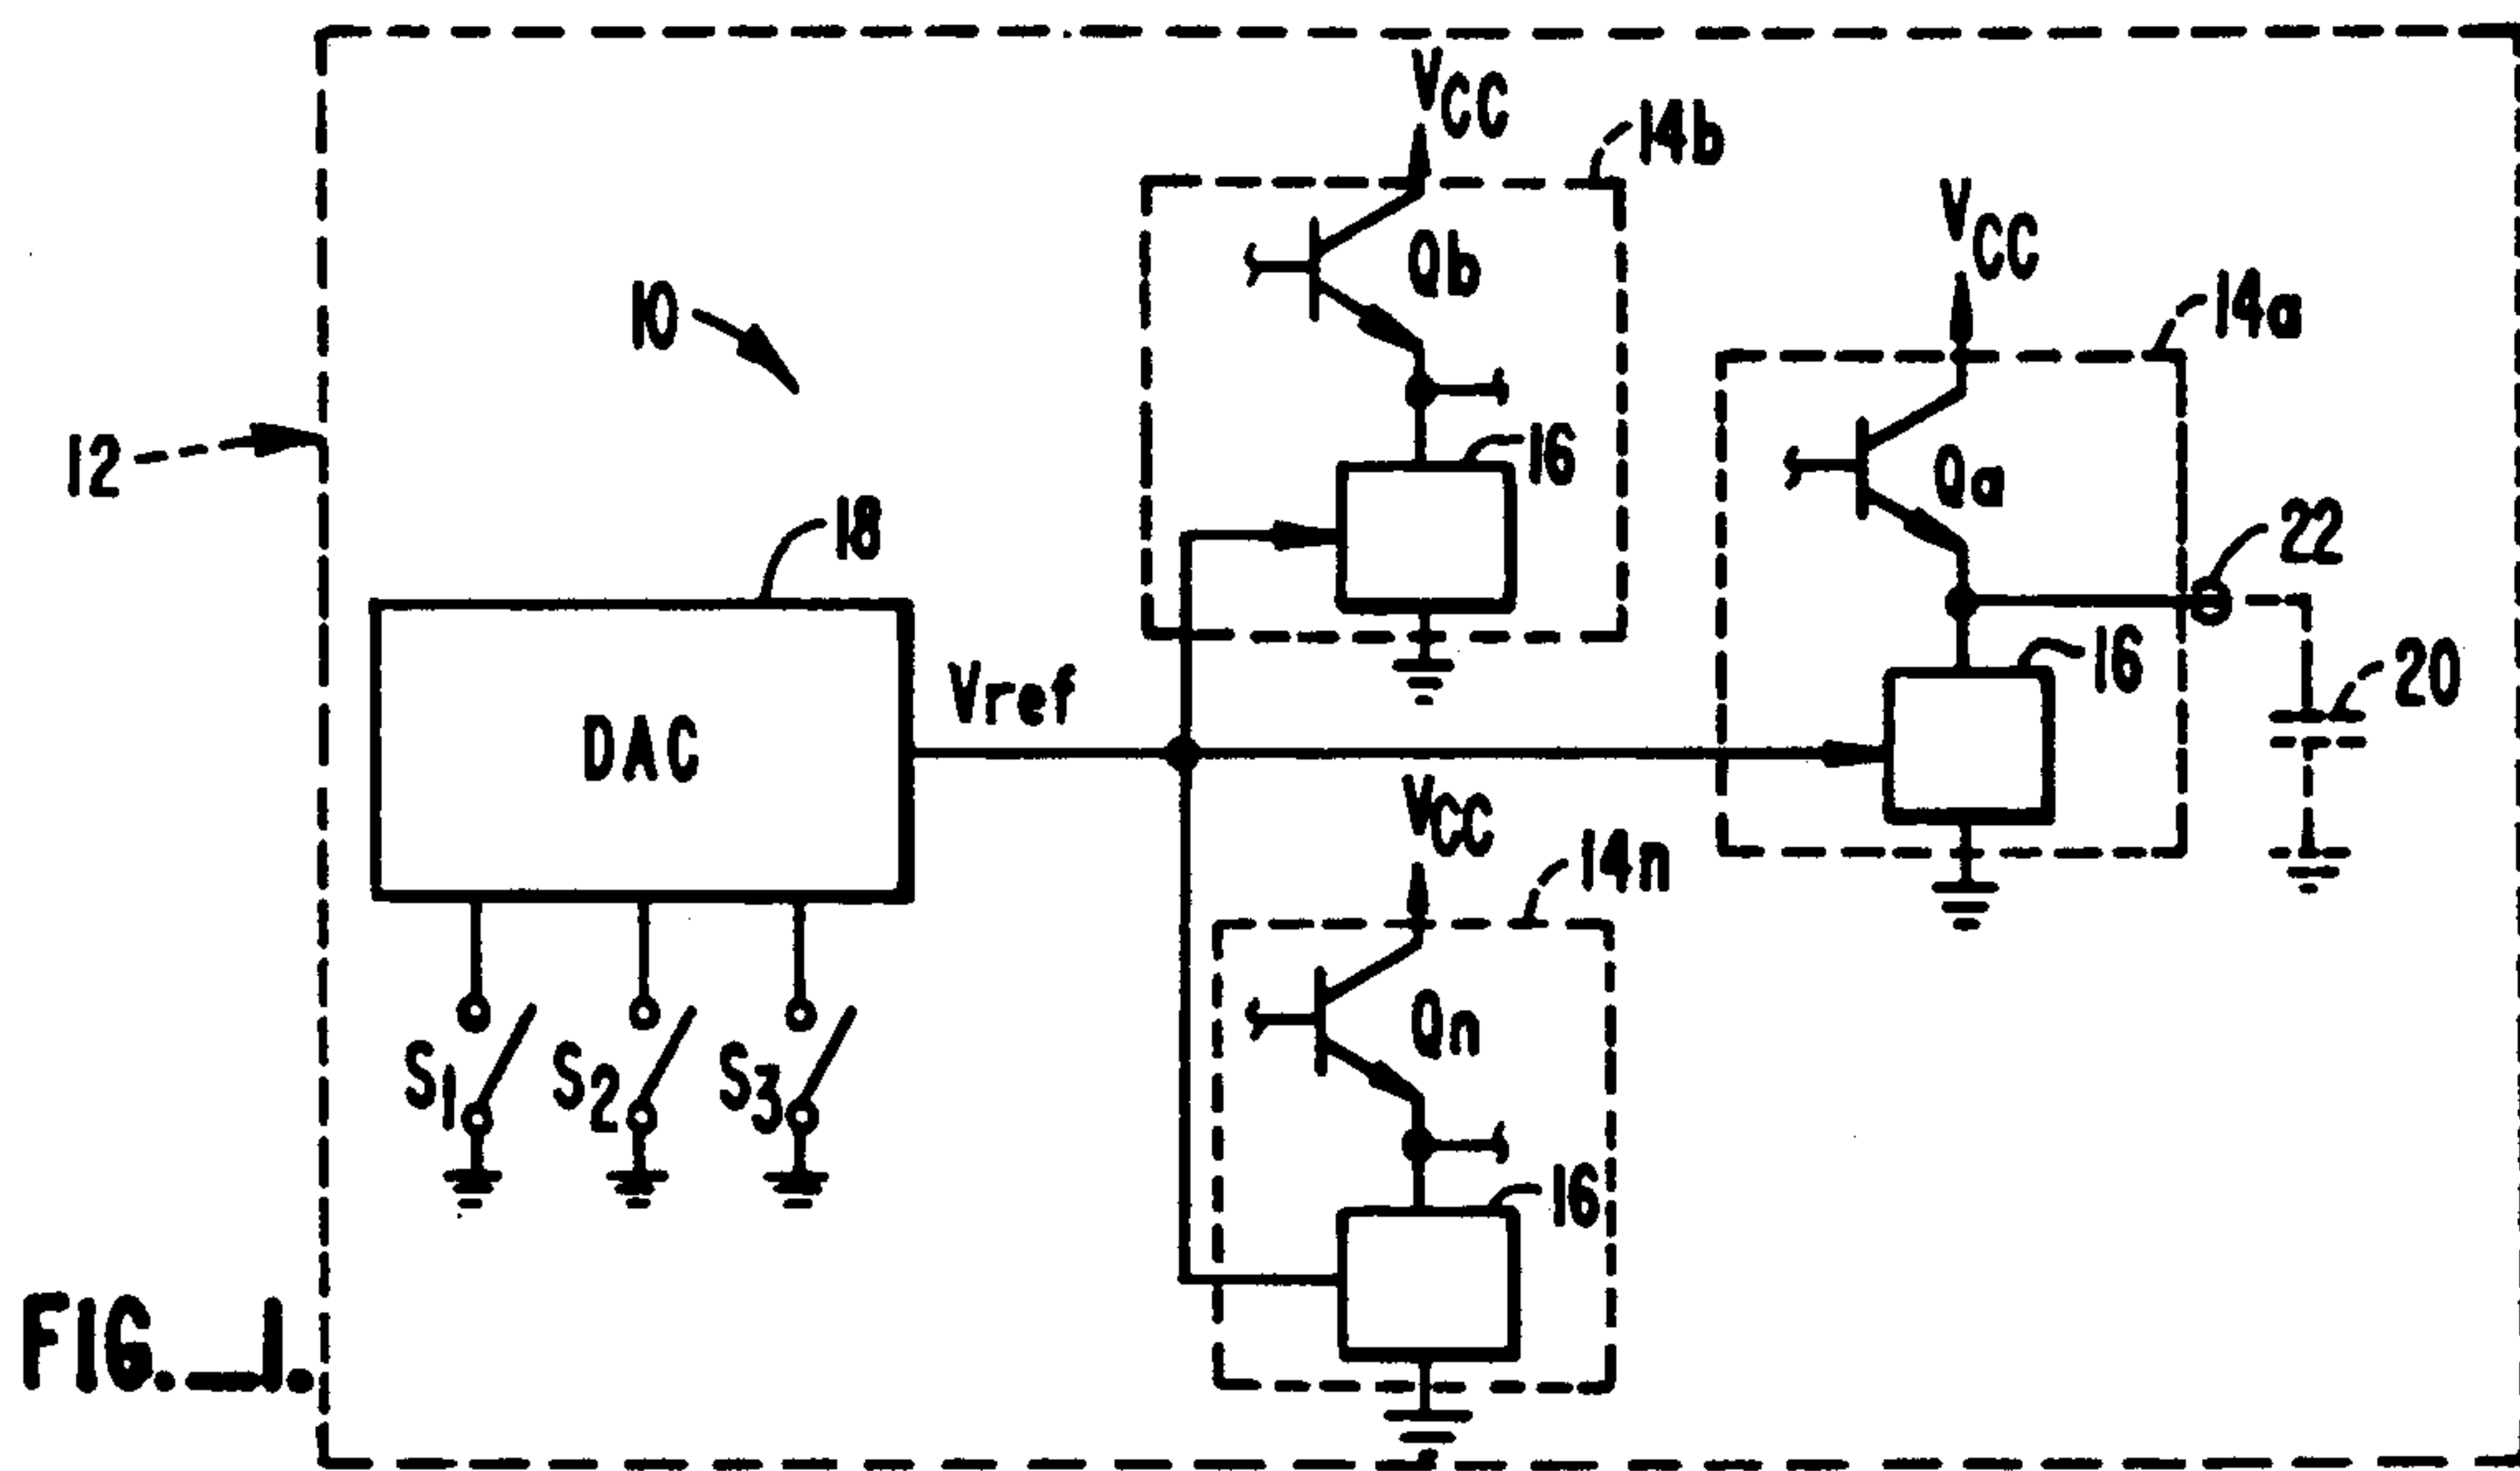 VCC
14b
Qb
VCC
14a
10
Qa
12
16
18
22
Vref
16
20
DAC
VCC
14n
Qn
S1 S2 S3
16
FIG._1.